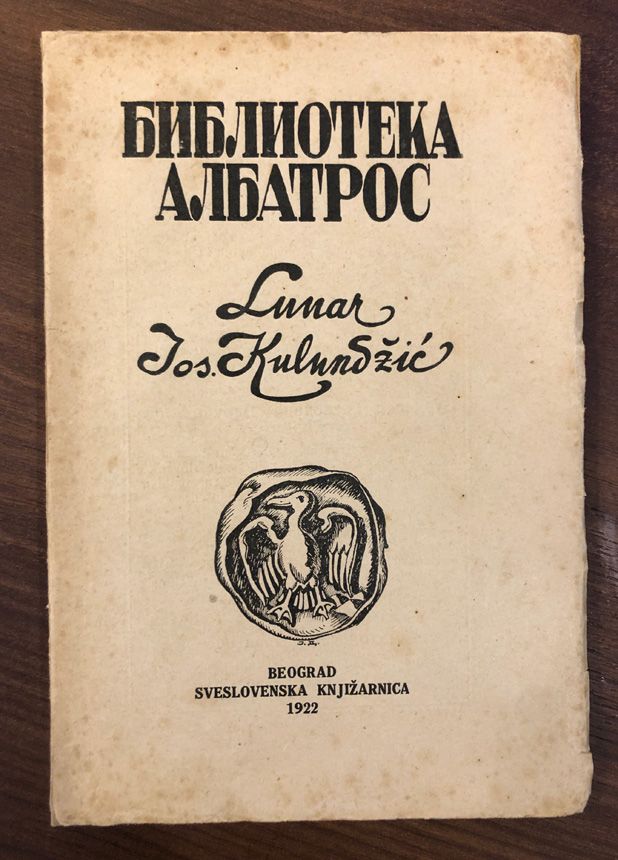 БИБЛИОТЕКА
АЛБАТРОС
Lunar
Jos. Kulundžić
BEOGRAD
SVESLOVENSKA KNJIŽARNICA
1922